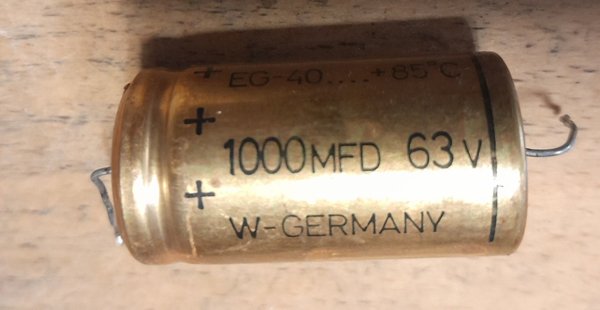 + EG-40....+85°C
+ 1000MFD 63V
+ W-GERMANY